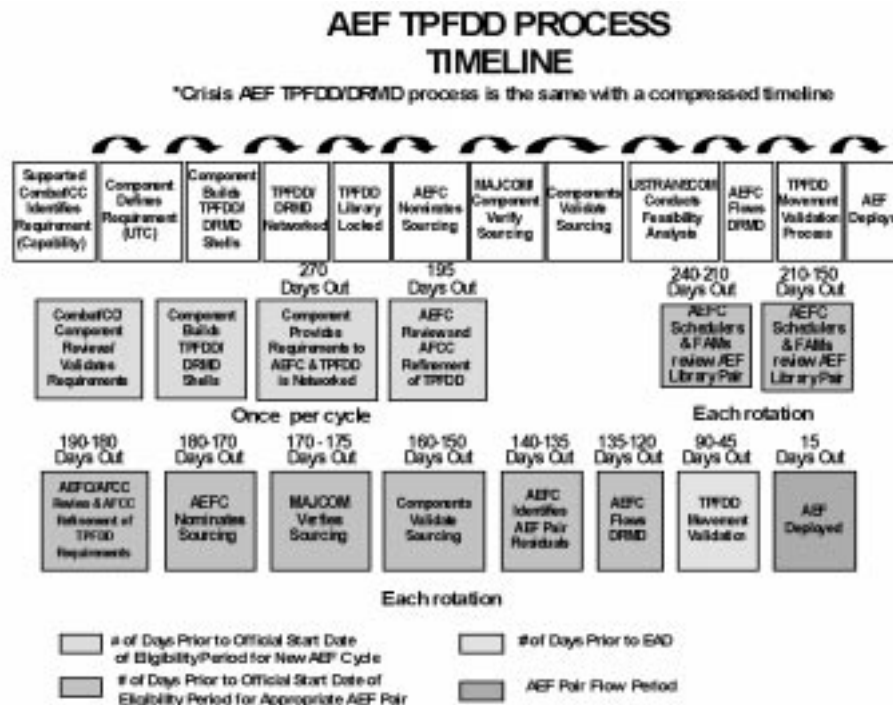 AEF TPFDD PROCESS
TIMELINE
*Crisis AEF TPFDD/DRMD process is the same with a compressed timeline
Supported
Combat/CC
Identifies
Requirement
(Capability)
Component
Defines
Requirement
(UTC)
Component
Builds
TPFDD/
DRMD
Shells
TPFDD/
DRMD
Networked
TPFDD
Library
Locked
AEFC
Nominates
Sourcing
MAJCOM
Component
Verify
Sourcing
Components
Validate
Sourcing
USTRANSCOM
Conducts
Feasibility
Analysis
AEFC
Flows
DRMD
TPFDD
Movement
Validation
Process
AEF
Deploys
270
Days Out
195
Days Out
240-210
Days Out
210-150
Days Out
Combat/CC
Component
Review/
Validates
Requirements
Component
Builds
TPFDD/
DRMD
Shells
Component
Provides
Requirements to
AEFC & TPFDD
is Networked
AEFC
Review and
AFCC
Refinement
of TPFDD
AEFC
Schedulers
& FAMs
review AEF
Library Pair
AEFC
Schedulers
& FAMs
review AEF
Library Pair
Once per cycle
Each rotation
190-180
Days Out
180-170
Days Out
170 - 175
Days Out
160-150
Days Out
140-135
Days Out
135-120
Days Out
90-45
Days Out
15
Days Out
AEFC/AFCC
Review & AFCC
Refinement of
TPFDD
Requirements
AEFC
Nominates
Sourcing
MAJCOM
Verifies
Sourcing
Components
Validate
Sourcing
AEFC
Identifies
AEF Pair
Residuals
AEFC
Flows
DRMD
TPFDD
Movement
Validation
AEF
Deployed
Each rotation
# of Days Prior to Official Start Date
of Eligibility Period for New AEF Cycle
# of Days Prior to EAD
# of Days Prior to Official Start Date of
Eligibility Period for Appropriate AEF Pair
AEF Pair Flow Period